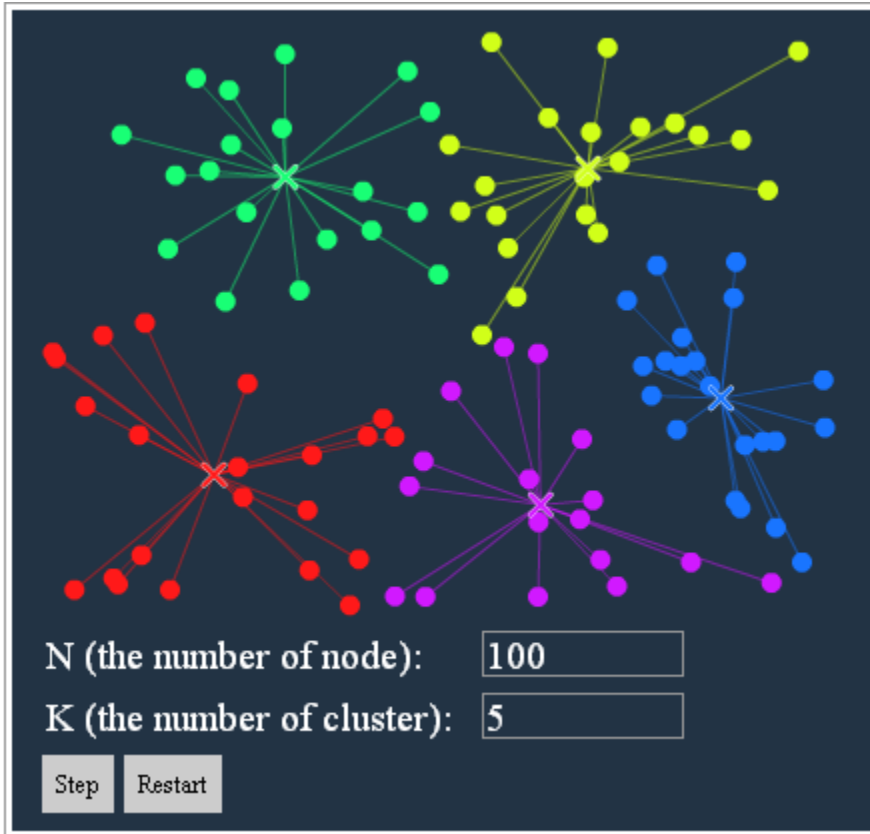 N (the number of node): 100
K (the number of cluster): 5
Step Restart